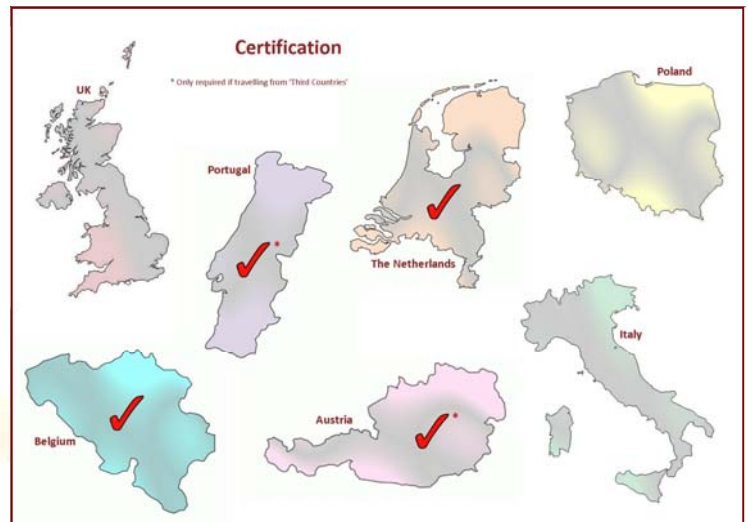 Certification
* Only required if travelling from 'Third Countries'
UK
Poland
Portugal
*
The Netherlands
Italy
Austria
*
Belgium